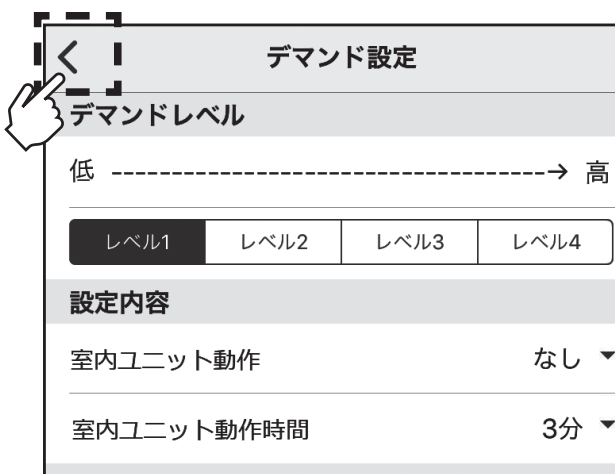 デマンド設定
デマンドレベル
低 ------------------------------------→ 高
レベル1 レベル2 レベル3 レベル4
設定内容
室内ユニット動作 なし
室内ユニット動作時間 3分